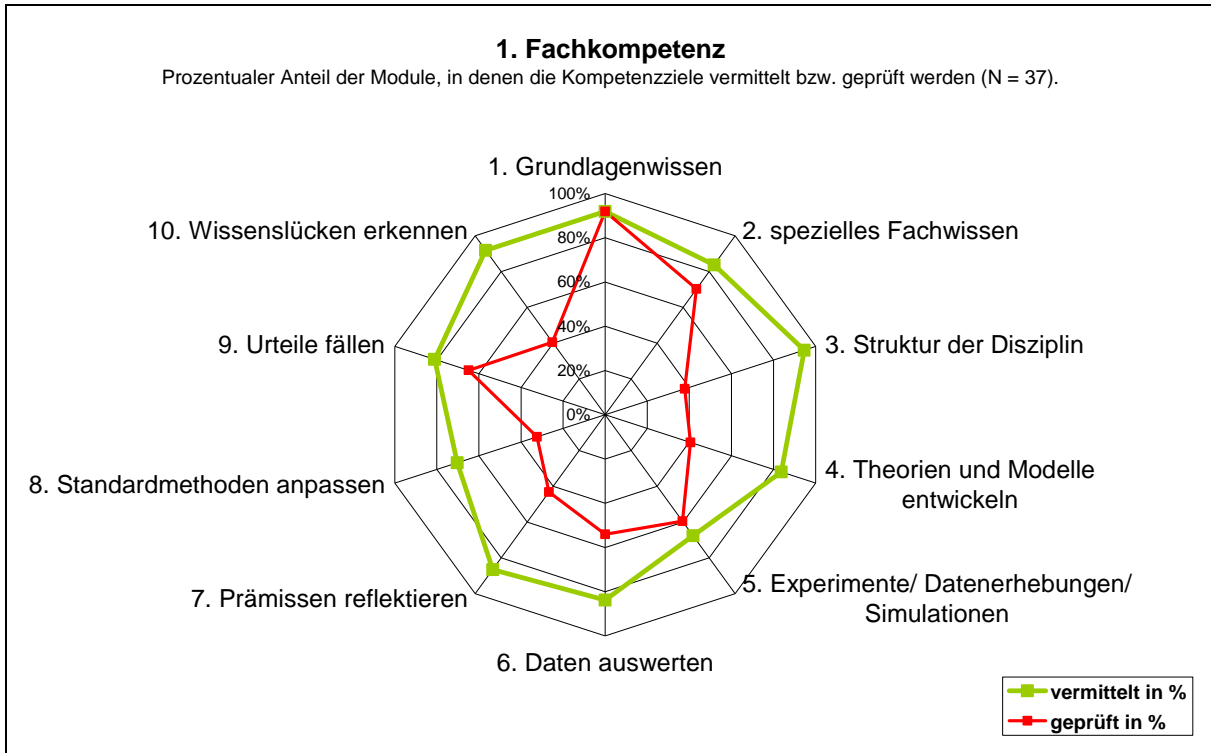 1. Fachkompetenz
Prozentualer Anteil der Module, in denen die Kompetenzziele vermittelt bzw. geprüft werden (N = 37).
1. Grundlagenwissen
100%
10. Wissenslücken erkennen
2. spezielles Fachwissen
80%
60%
9. Urteile fällen
3. Struktur der Disziplin
40%
20%
0%
8. Standardmethoden anpassen
4. Theorien und Modelle
entwickeln
7. Prämissen reflektieren
5. Experimente/ Datenerhebungen/
Simulationen
6. Daten auswerten
vermittelt in %
geprüft in %